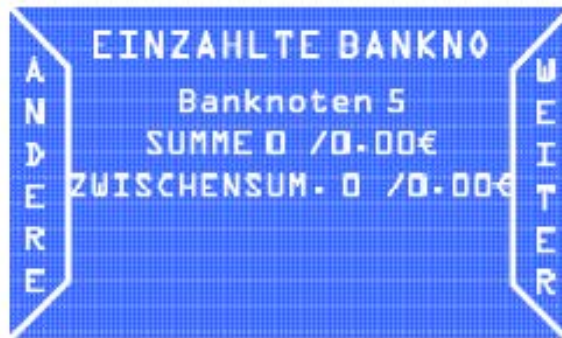 EINZAHLTE BANKNO
Banknoten 5
SUMME 0 /0.00€
ZWISCHENSUM. 0 /0.00€
ANDERE
WEITER